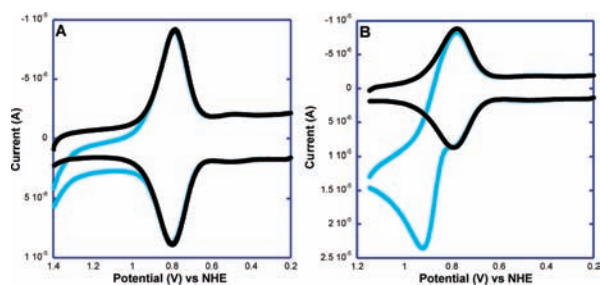 A
Current (A)
-1 10⁻⁵
-5 10⁻⁶
0
5 10⁻⁶
1 10⁻⁵
1.4 1.2 1 0.8 0.6 0.4 0.2
Potential (V) vs NHE
B
Current (A)
-1 10⁻⁵
-5 10⁻⁶
0
5 10⁻⁶
1 10⁻⁵
1.5 10⁻⁵
2 10⁻⁵
2.5 10⁻⁵
1.2 1 0.8 0.6 0.4 0.2
Potential (V) vs NHE